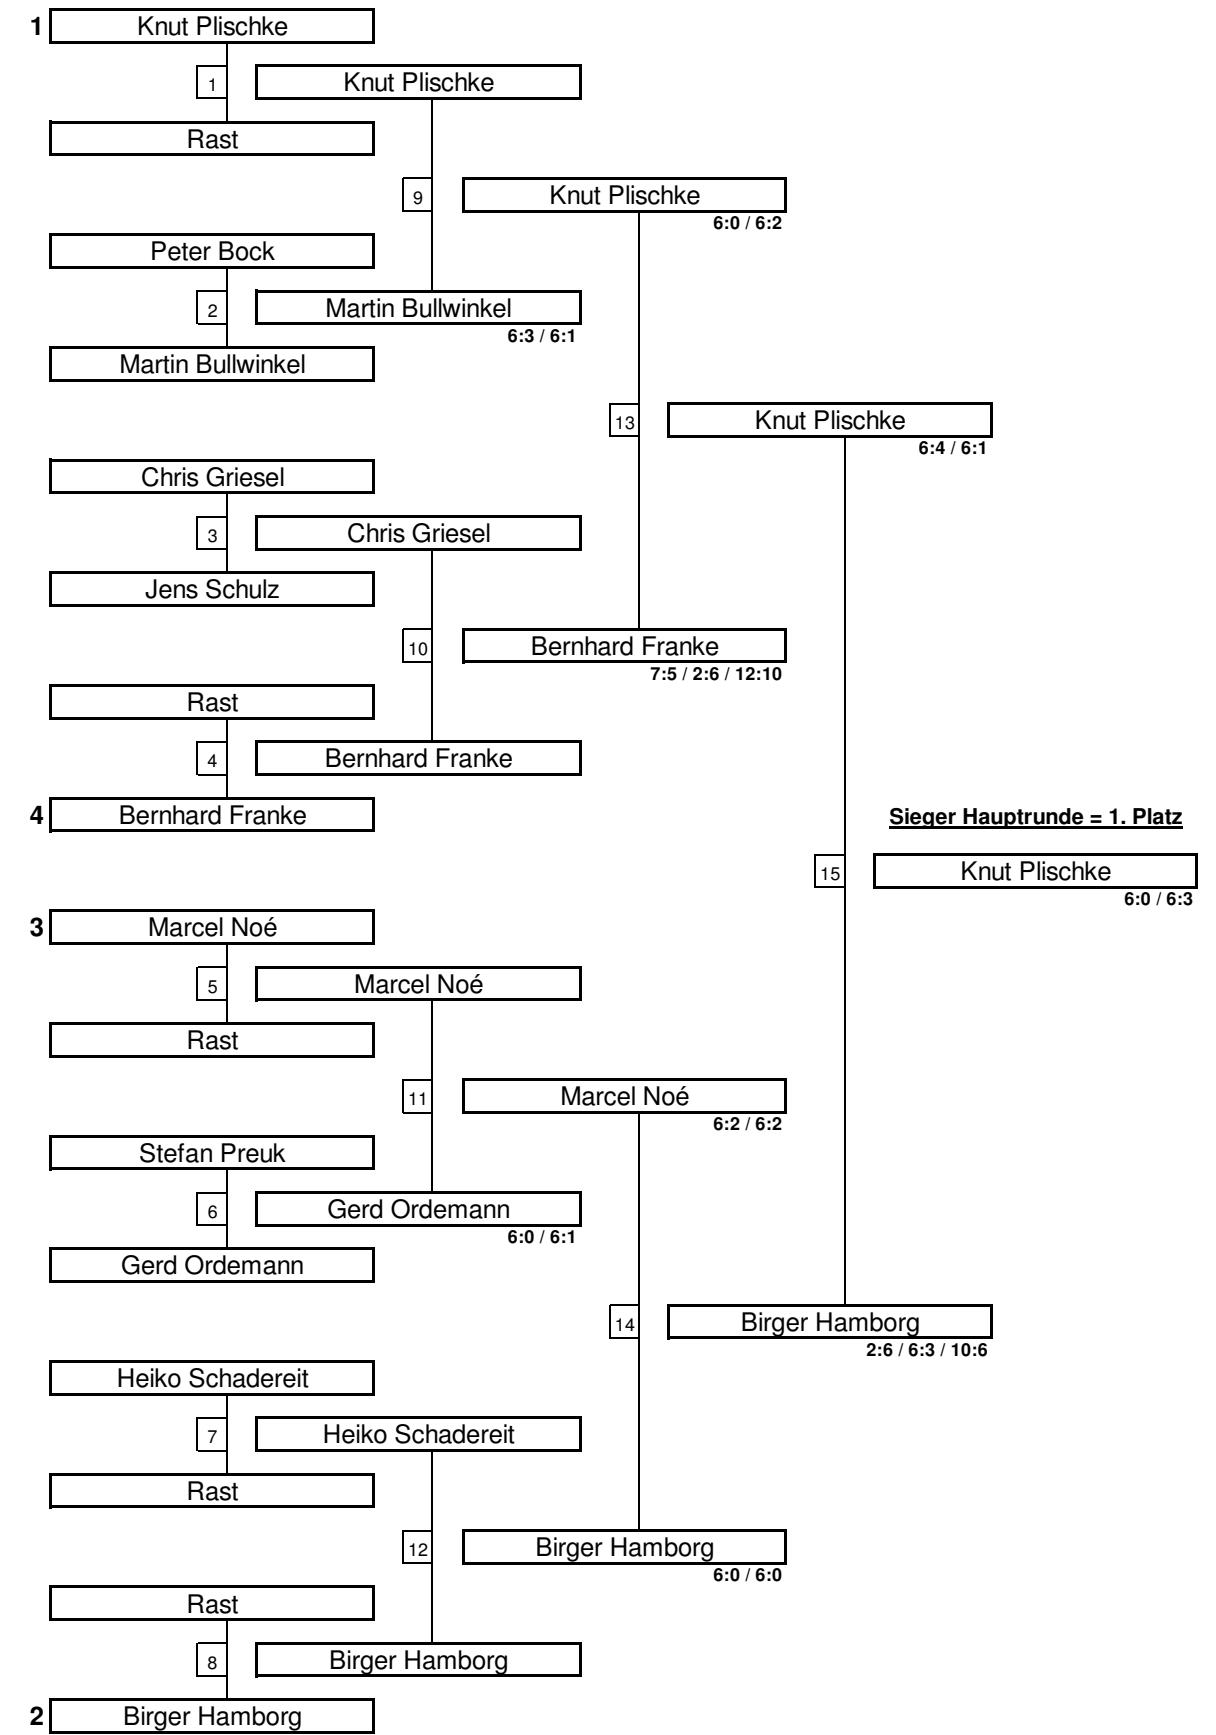 1 Knut Plischke
1 Knut Plischke
Rast
9 Knut Plischke
6:0 / 6:2
Peter Bock
2 Martin Bullwinkel
6:3 / 6:1
Martin Bullwinkel
13 Knut Plischke
6:4 / 6:1
Chris Griesel
3 Chris Griesel
Jens Schulz
10 Bernhard Franke
7:5 / 2:6 / 12:10
Rast
4 Bernhard Franke
4 Bernhard Franke
Sieger Hauptrunde = 1. Platz
15 Knut Plischke
6:0 / 6:3
3 Marcel Noé
5 Marcel Noé
Rast
11 Marcel Noé
6:2 / 6:2
Stefan Preuk
6 Gerd Ordemann
6:0 / 6:1
Gerd Ordemann
14 Birger Hamborg
2:6 / 6:3 / 10:6
Heiko Schadereit
7 Heiko Schadereit
Rast
12 Birger Hamborg
6:0 / 6:0
Rast
8 Birger Hamborg
2 Birger Hamborg